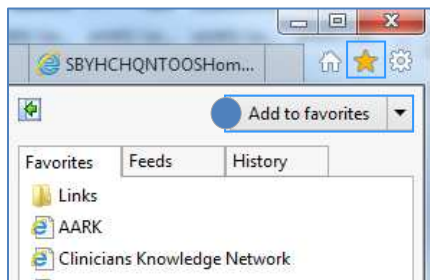 SBYHCHQNTOOSHom...
Add to favorites
Favorites Feeds History
Links
AARK
Clinicians Knowledge Network